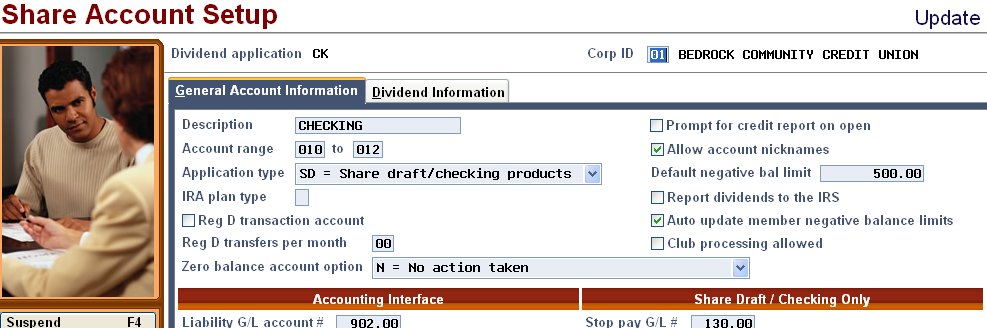 Share Account Setup
Update
Dividend application CK
Corp ID 01 BEDROCK COMMUNITY CREDIT UNION
General Account Information
Dividend Information
Description CHECKING
Prompt for credit report on open
Account range 010 to 012
Allow account nicknames
Application type SD = Share draft/checking products
Default negative bal limit 500.00
IRA plan type
Report dividends to the IRS
Reg D transaction account
Auto update member negative balance limits
Reg D transfers per month 00
Club processing allowed
Zero balance account option N = No action taken
Accounting Interface
Share Draft / Checking Only
Suspend F4
Liability G/L account # 902.00
Stop pay G/L # 130.00